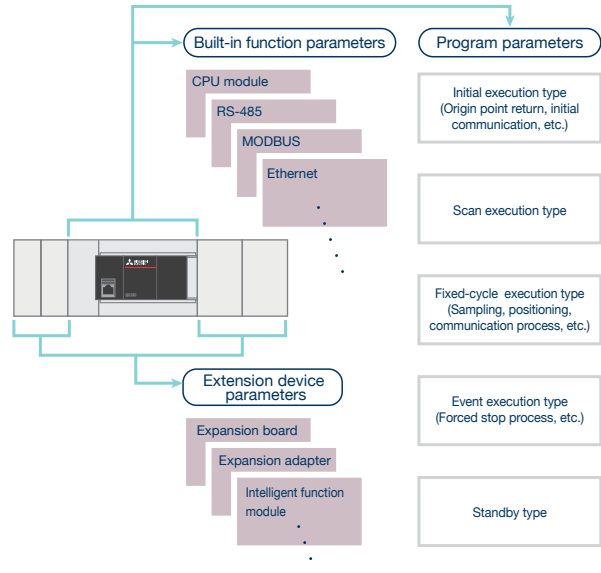 Built-in function parameters
CPU module
RS-485
MODBUS
Ethernet
Extension device
parameters
Expansion board
Expansion adapter
Intelligent function
module
Program parameters
Initial execution type
(Origin point return, initial
communication, etc.)
Scan execution type
Fixed-cycle execution type
(Sampling, positioning,
communication process, etc.)
Event execution type
(Forced stop process, etc.)
Standby type